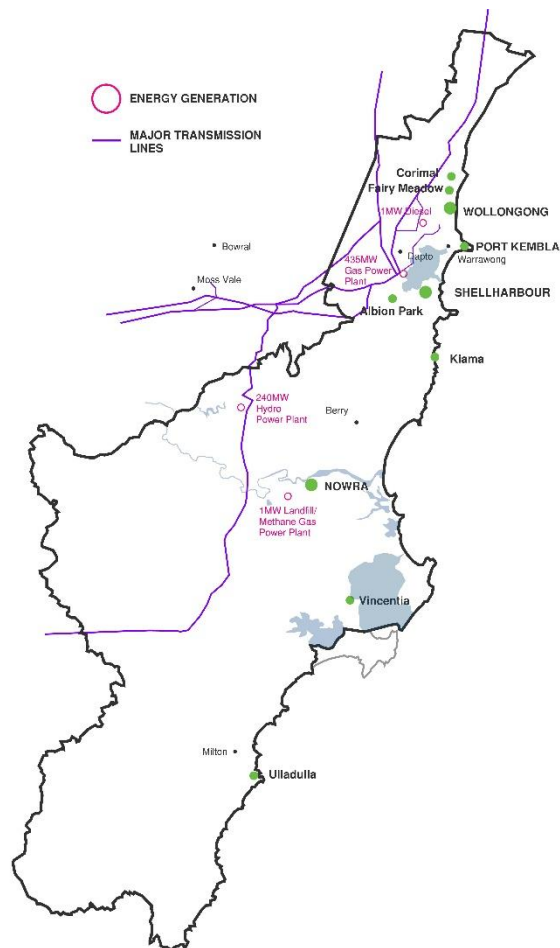 ENERGY GENERATION
MAJOR TRANSMISSION
LINES
Corimal
Fairy Meadow
1MW Diesel
WOLLONGONG
Bowral
PORT KEMBLA
Dapto
Warrawong
435MW
Gas Power
Plant
Moss Vale
SHELLHARBOUR
Albion Park
Kiama
240MW
Hydro
Power Plant
Berry
NOWRA
1MW Landfill/
Methane Gas
Power Plant
Vincentia
Milton
Ulladulla